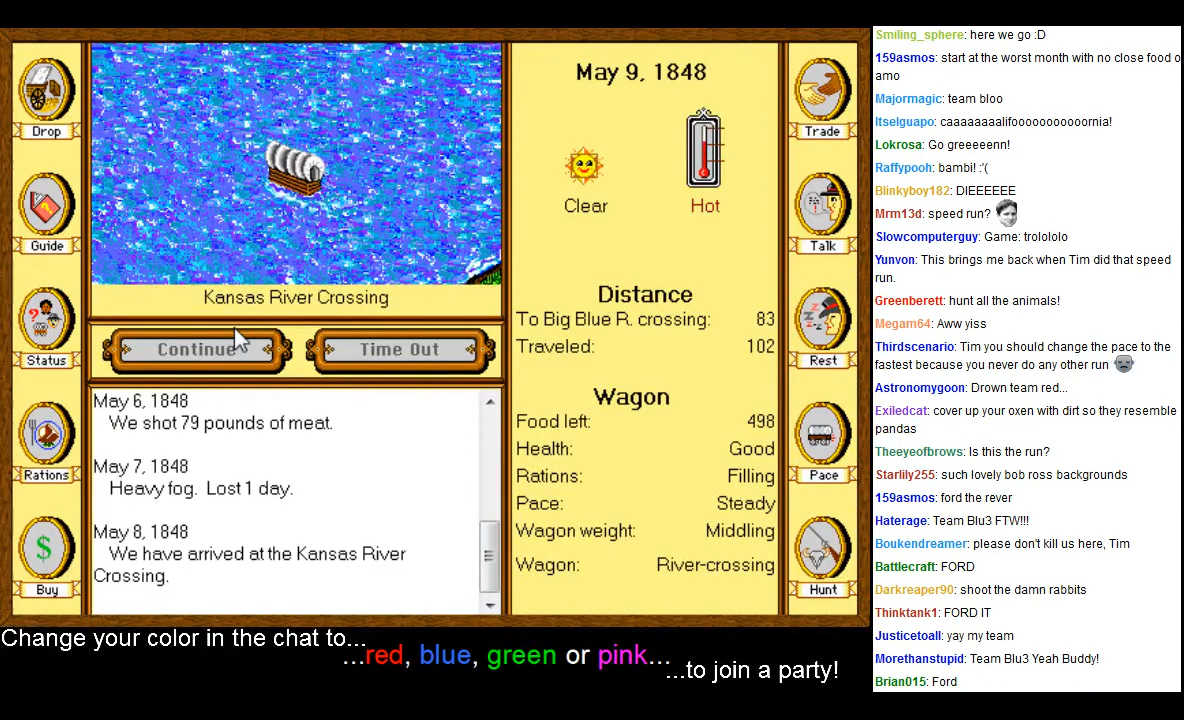 Drop
Guide
Status
Rations
$
Buy
Kansas River Crossing
Continue
Time Out
May 6, 1848
We shot 79 pounds of meat.
May 7, 1848
Heavy fog. Lost 1 day.
May 8, 1848
We have arrived at the Kansas River
Crossing.
May 9, 1848
Clear
Hot
Distance
To Big Blue R. crossing: 83
Traveled: 102
Wagon
Food left: 498
Health: Good
Rations: Filling
Pace: Steady
Wagon weight: Middling
Wagon: River-crossing
Trade
Talk
Rest
Pace
Hunt
Change your color in the chat to...
...red, blue, green or pink...
...to join a party!
Smiling_sphere: here we go :D
159asmos: start at the worst month with no close food o
amo
Majormagic: team bloo
Itselguapo: caaaaaaalifoooooooooornia!
Lokrosa: Go greeeeenn!
Raffypooh: bambi! :'(
Blinkyboy182: DIEEEEEE
Mrm13d: speed run?
Slowcomputerguy: Game: trolololo
Yunvon: This brings me back when Tim did that speed
run.
Greenberett: hunt all the animals!
Megam64: Aww yiss
Thirdscenario: Tim you should change the pace to the
fastest because you never do any other run
Astronomygoon: Drown team red...
Exiledcat: cover up your oxen with dirt so they resemble
pandas
Theeyeofbrows: Is this the run?
Starlily255: such lovely bob ross backgrounds
159asmos: ford the rever
Haterage: Team Blu3 FTW!!!
Boukendreamer: please don't kill us here, Tim
Battlecraft: FORD
Darkreaper90: shoot the damn rabbits
Thinktank1: FORD IT
Justicetoall: yay my team
Morethanstupid: Team Blu3 Yeah Buddy!
Brian015: Ford